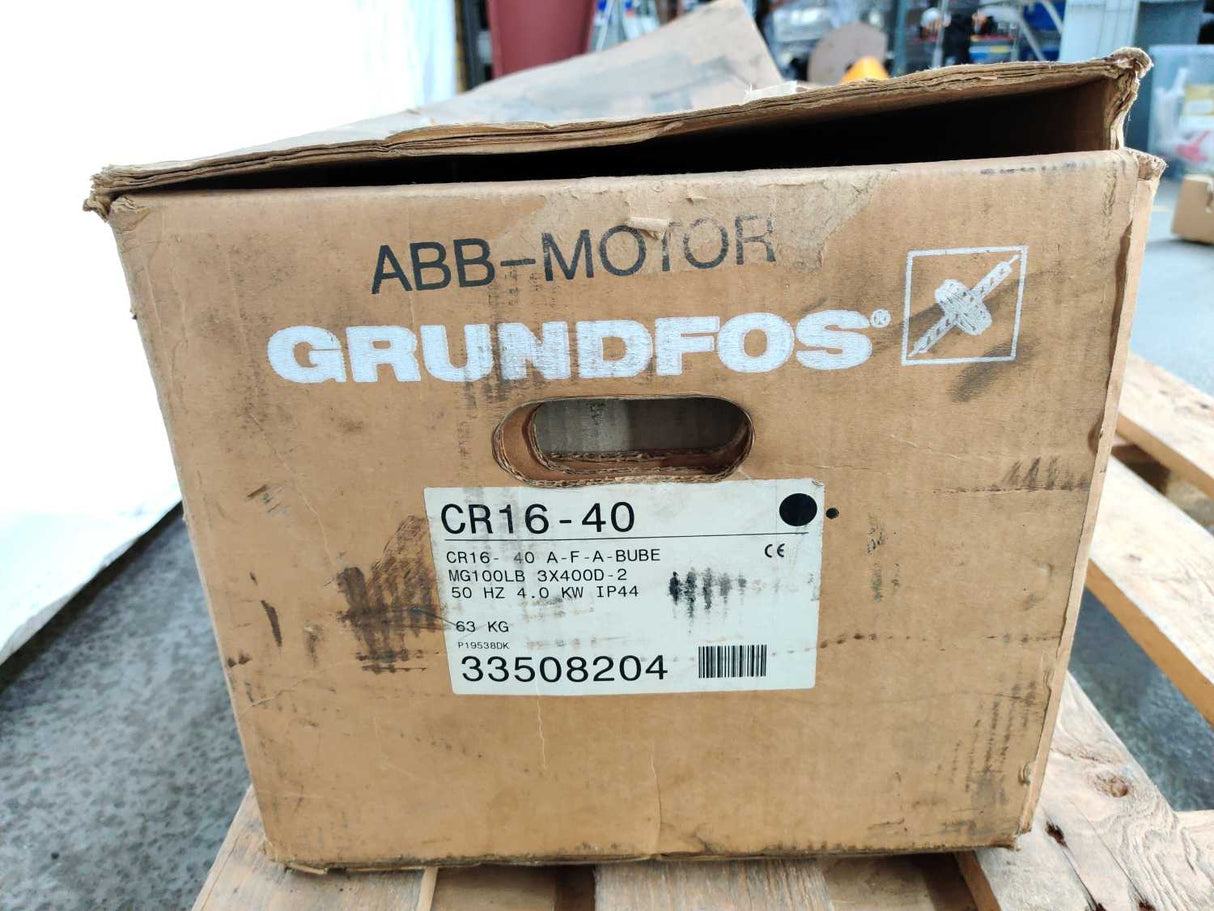 ABB-MOTOR
GRUNDFOS®
CR16-40
CR16- 40 A-F-A-BUBE
CE
MG100LB 3X400D-2
50 HZ 4.0 KW IP44
63 KG
P19538DK
33508204